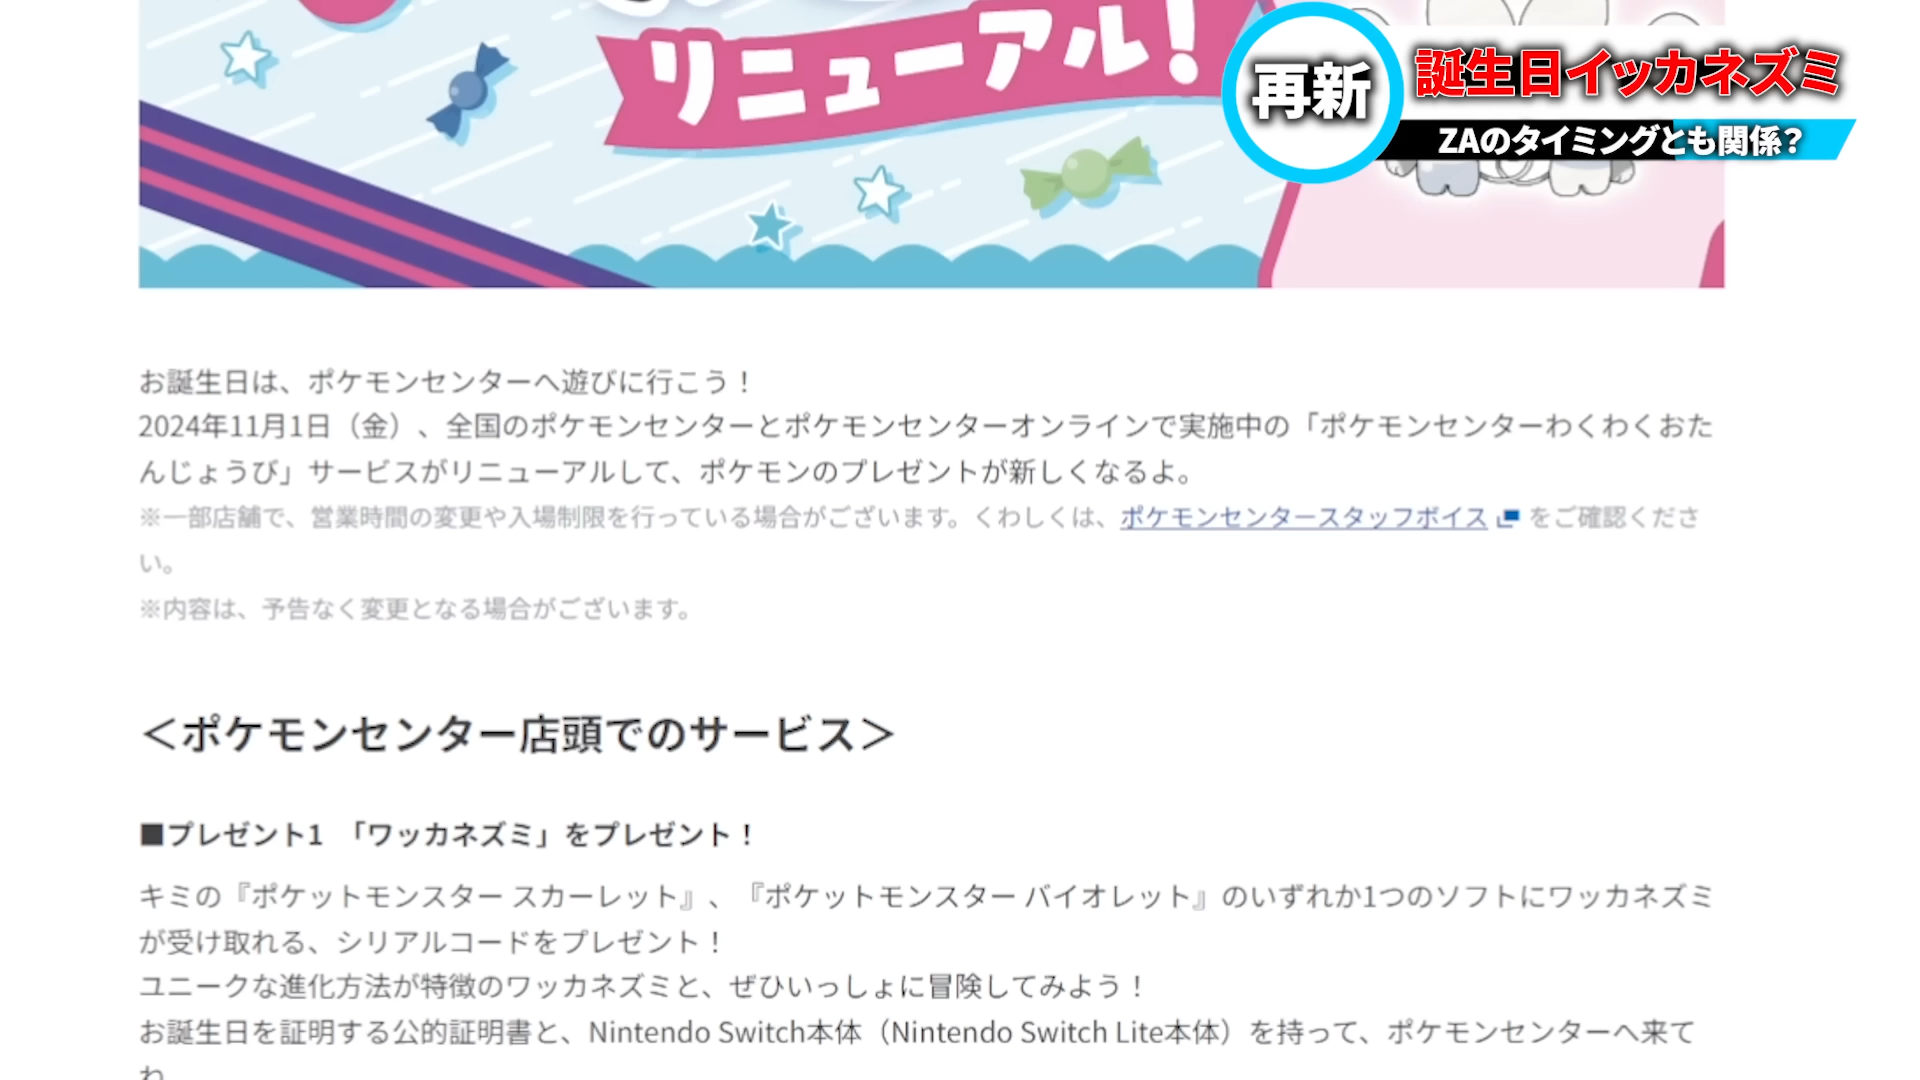 リニューアル!
再新
誕生日イッカネズミ
ZAのタイミングとも関係?
お誕生日は、ポケモンセンターへ遊びに行こう！
2024年11月1日（金）、全国のポケモンセンターとポケモンセンターオンラインで実施中の「ポケモンセンターわくわくおた
んじょうび」サービスがリニューアルして、ポケモンのプレゼントが新しくなるよ。
※一部店舗で、営業時間の変更や入場制限を行っている場合がございます。くわしくは、ポケモンセンタースタッフボイス をご確認くださ
い。
※内容は、予告なく変更となる場合がございます。
＜ポケモンセンター店頭でのサービス＞
■プレゼント1　「ワッカネズミ」をプレゼント！
キミの『ポケットモンスター スカーレット』、『ポケットモンスター バイオレット』のいずれか1つのソフトにワッカネズミ
が受け取れる、シリアルコードをプレゼント！
ユニークな進化方法が特徴のワッカネズミと、ぜひいっしょに冒険してみよう！
お誕生日を証明する公的証明書と、Nintendo Switch本体（Nintendo Switch Lite本体）を持って、ポケモンセンターへ来て
ね